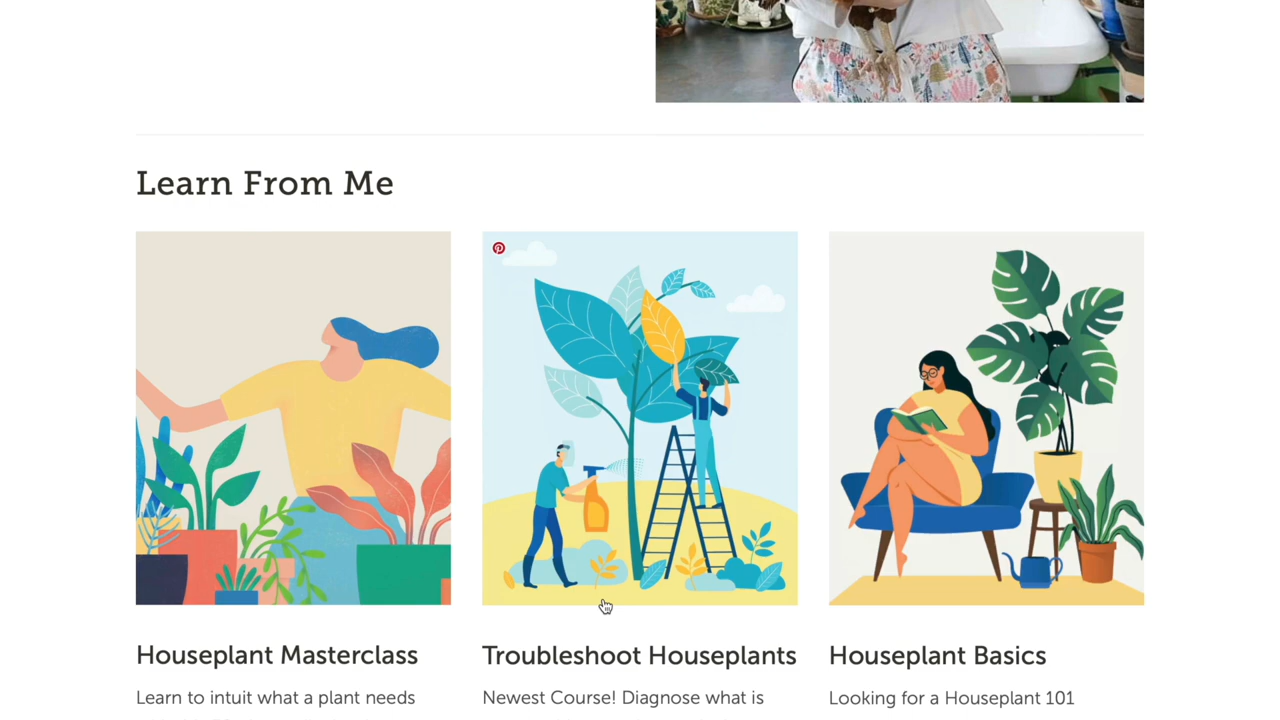 Learn From Me
Houseplant Masterclass
Troubleshoot Houseplants
Houseplant Basics
Learn to intuit what a plant needs
Newest Course! Diagnose what is
Looking for a Houseplant 101